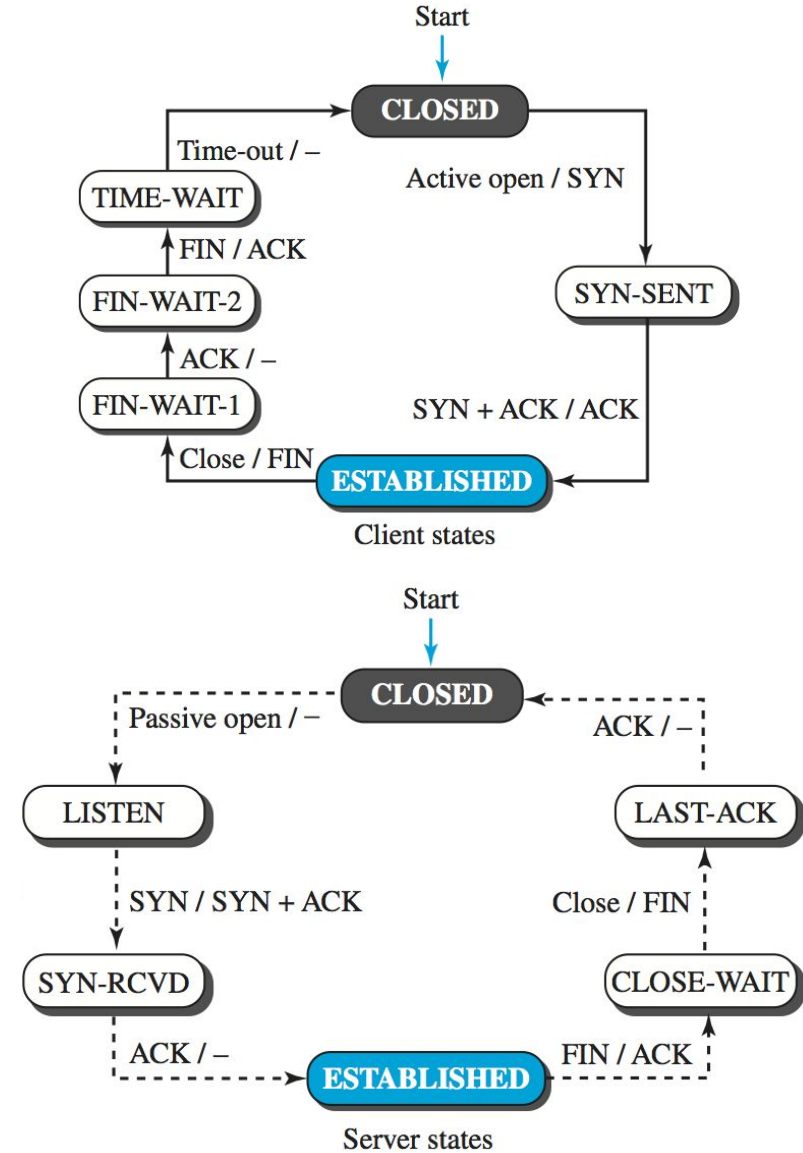 Start
CLOSED
Time-out / –
Active open / SYN
TIME-WAIT
FIN / ACK
FIN-WAIT-2
SYN-SENT
ACK / –
FIN-WAIT-1
SYN + ACK / ACK
Close / FIN
ESTABLISHED
Client states
Start
CLOSED
Passive open / –
ACK / –
LISTEN
LAST-ACK
SYN / SYN + ACK
Close / FIN
SYN-RCVD
CLOSE-WAIT
ACK / –
FIN / ACK
ESTABLISHED
Server states